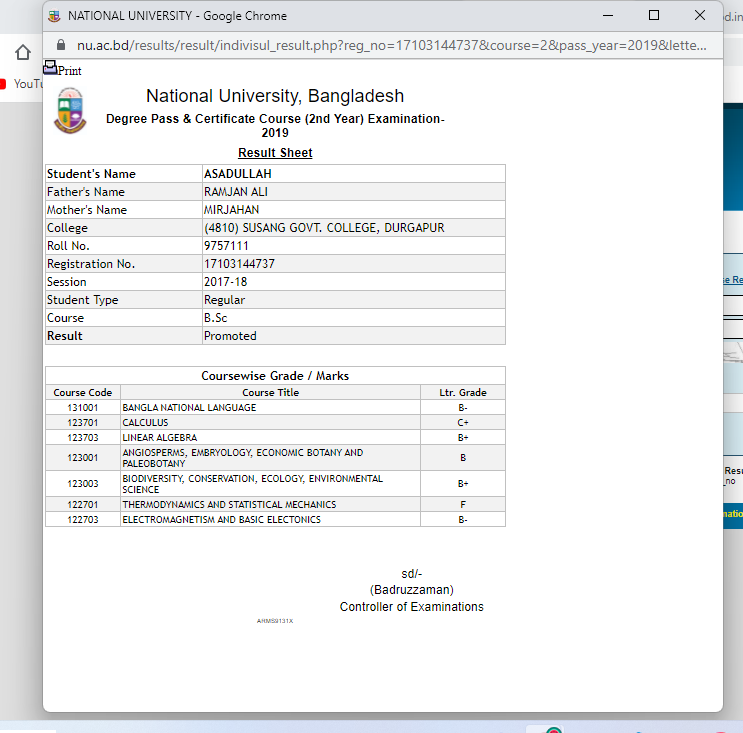 NATIONAL UNIVERSITY - Google Chrome
d.in
nu.ac.bd/results/result/indivisul_result.php?reg_no=17103144737&course=2&pass_year=2019&lette...
YouTu
Print
National University, Bangladesh
Degree Pass & Certificate Course (2nd Year) Examination-
2019
Result Sheet
Student's Name ASADULLAH
Father's Name RAMJAN ALI
Mother's Name MIRJAHAN
College (4810) SUSANG GOVT. COLLEGE, DURGAPUR
Roll No. 9757111
Registration No. 17103144737
Session 2017-18
Student Type Regular
Course B.Sc
Result Promoted
Coursewise Grade / Marks
Course Code Course Title Ltr. Grade
131001 BANGLA NATIONAL LANGUAGE B-
123701 CALCULUS C+
123703 LINEAR ALGEBRA B+
123001 ANGIOSPERMS, EMBRYOLOGY, ECONOMIC BOTANY AND
PALEOBOTANY B
123003 BIODIVERSITY, CONSERVATION, ECOLOGY, ENVIRONMENTAL
SCIENCE B+
122701 THERMODYNAMICS AND STATISTICAL MECHANICS F
122703 ELECTROMAGNETISM AND BASIC ELECTONICS B-
sd/-
(Badruzzaman)
Controller of Examinations
AHMS9131X
e Re
Resu
_no
natio